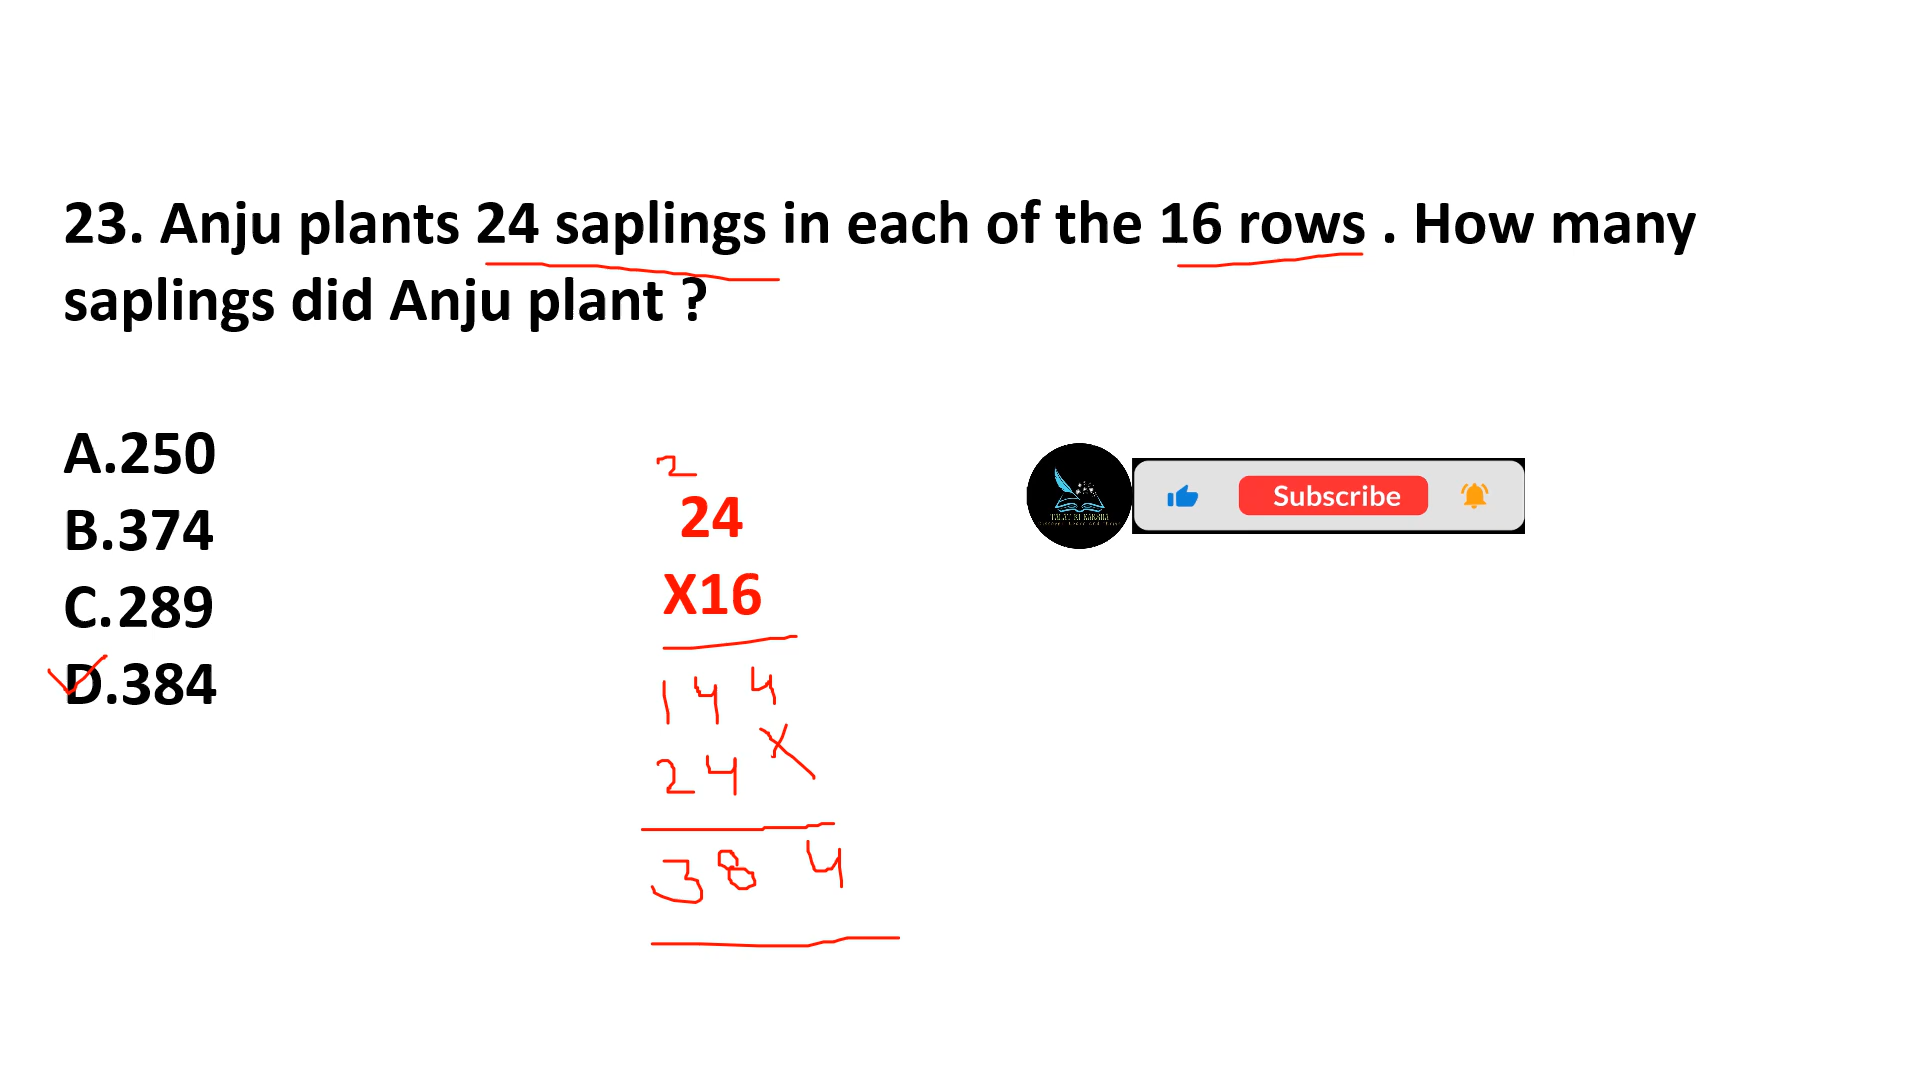 23. Anju plants 24 saplings in each of the 16 rows . How many
saplings did Anju plant ?
A.250
B.374
C.289
D.384
2
24
X16
144
24X
384
Subscribe